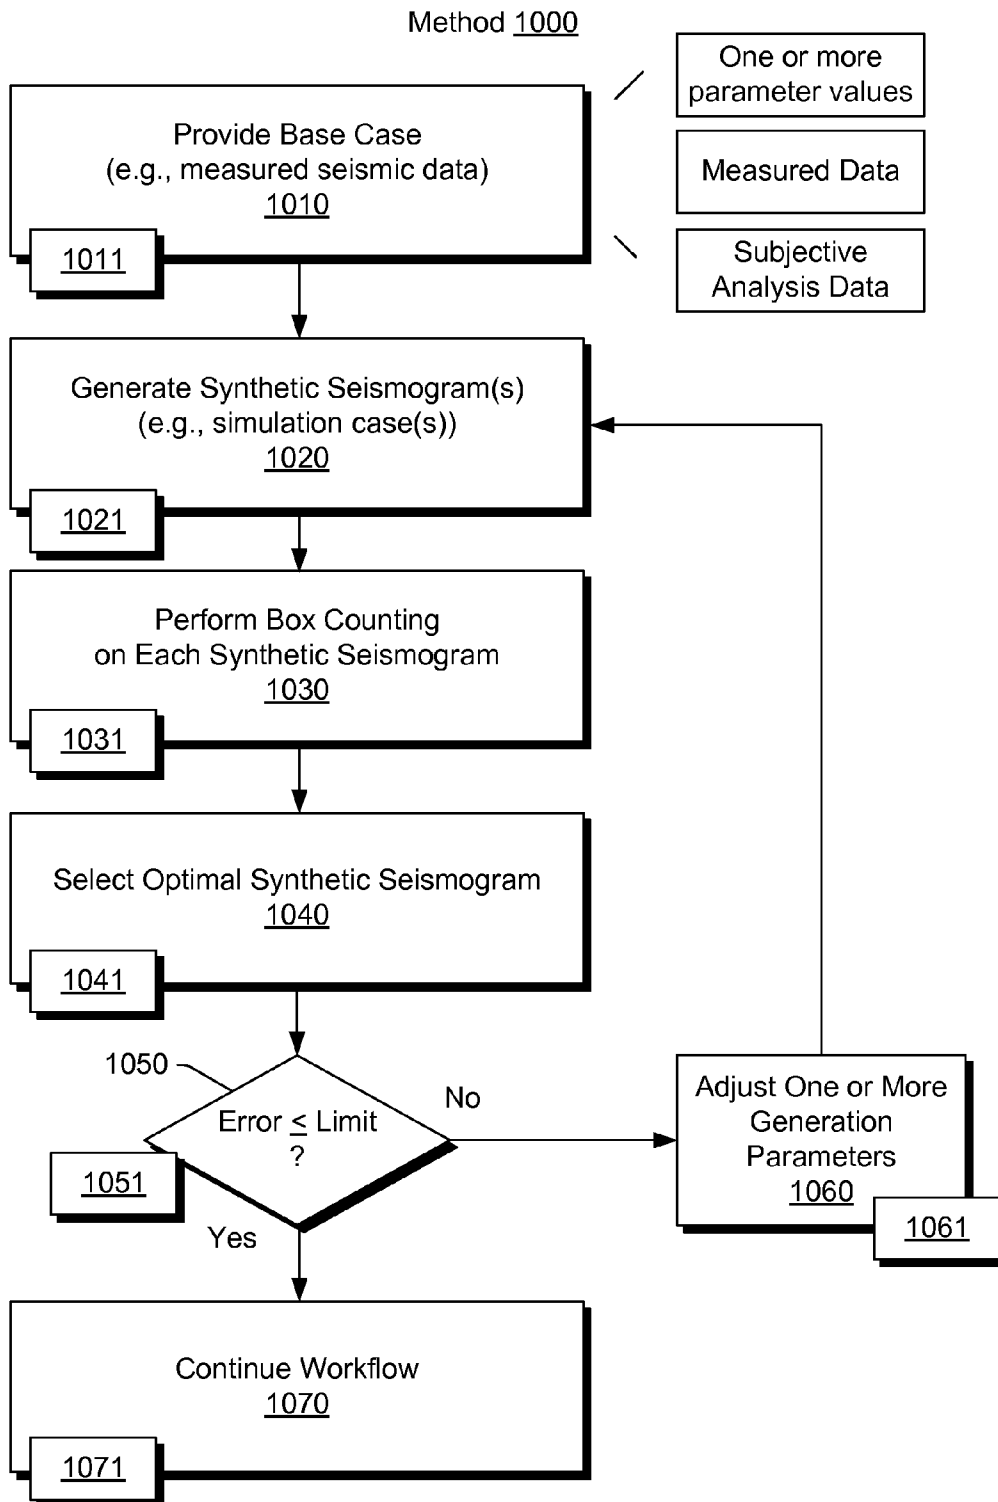 Method 1000
One or more
parameter values
Measured Data
Subjective
Analysis Data
Provide Base Case
(e.g., measured seismic data)
1010
1011
Generate Synthetic Seismogram(s)
(e.g., simulation case(s))
1020
1021
Perform Box Counting
on Each Synthetic Seismogram
1030
1031
Select Optimal Synthetic Seismogram
1040
1041
1050
Error ≤ Limit
?
1051
No
Yes
Adjust One or More
Generation
Parameters
1060
1061
Continue Workflow
1070
1071